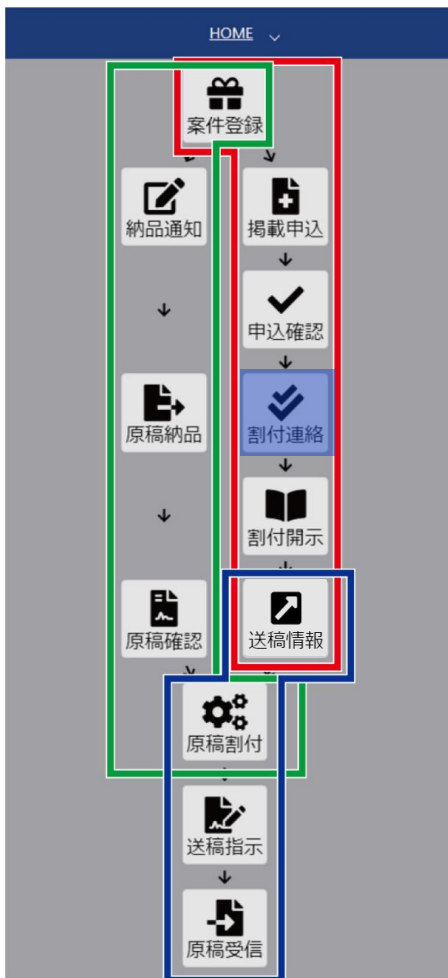 HOME
案件登録
納品通知
掲載申込
申込確認
原稿納品
割付連絡
割付開示
原稿確認
送稿情報
原稿割付
送稿指示
原稿受信